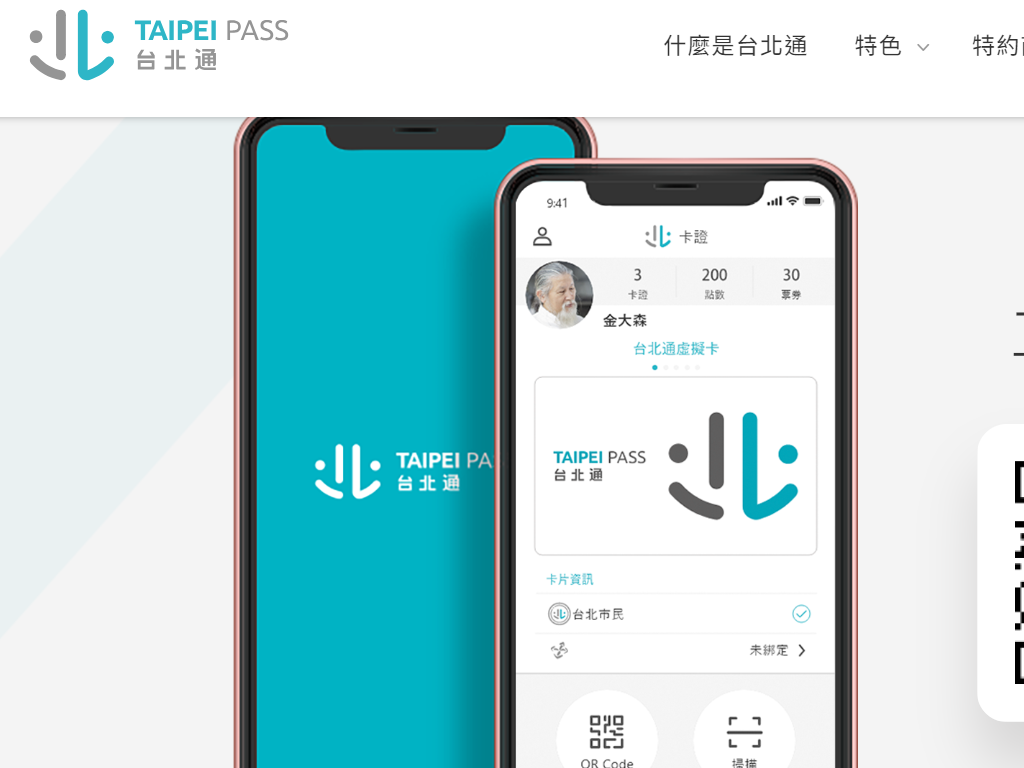 TAIPEI PASS
台北通
什麼是台北通
特色
特約
9:41
卡證
3
200
30
卡證
點數
票券
金大森
台北通虛擬卡
TAIPEI PA
台北通
TAIPEI PASS
台北通
卡片資訊
台北市民
未綁定
QR Code
掃描